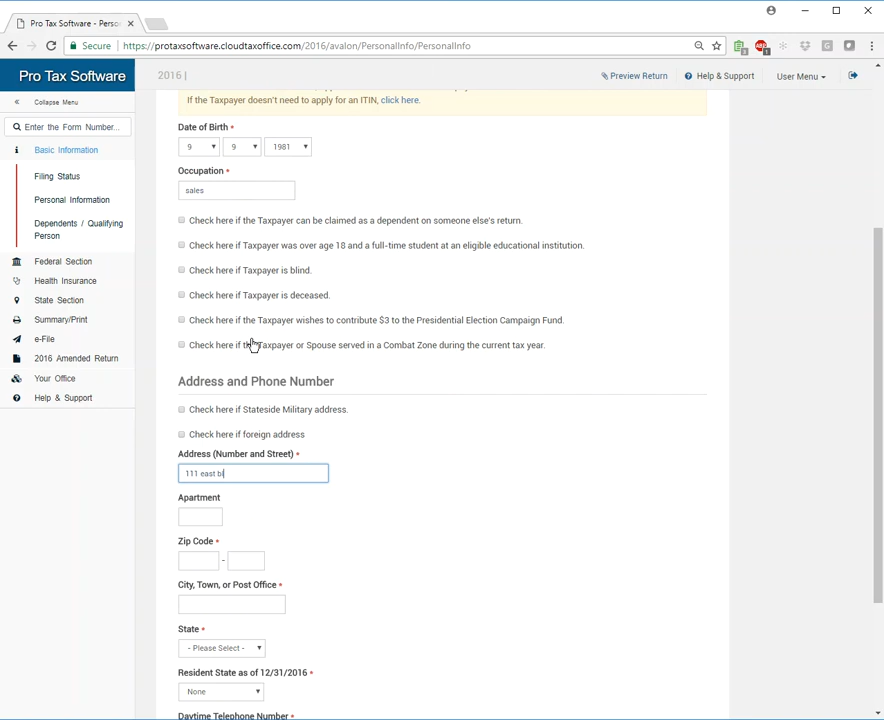 Pro Tax Software - Perso
Secure
https://protaxsoftware.cloudtaxoffice.com/2016/avalon/PersonalInfo/PersonalInfo
Pro Tax Software
2016 |
Preview Return
Help & Support
User Menu
Collapse Menu
Enter the Form Number...
Basic Information
Filing Status
Personal Information
Dependents / Qualifying
Person
Federal Section
Health Insurance
State Section
Summary/Print
e-File
2016 Amended Return
Your Office
Help & Support
If the Taxpayer doesn't need to apply for an ITIN, click here.
Date of Birth *
9 9 1981
Occupation *
sales
Check here if the Taxpayer can be claimed as a dependent on someone else's return.
Check here if Taxpayer was over age 18 and a full-time student at an eligible educational institution.
Check here if Taxpayer is blind.
Check here if Taxpayer is deceased.
Check here if the Taxpayer wishes to contribute $3 to the Presidential Election Campaign Fund.
Check here if the Taxpayer or Spouse served in a Combat Zone during the current tax year.
Address and Phone Number
Check here if Stateside Military address.
Check here if foreign address
Address (Number and Street) *
111 east bl
Apartment
Zip Code *
-
City, Town, or Post Office *
State *
- Please Select -
Resident State as of 12/31/2016 *
None
Daytime Telephone Number *